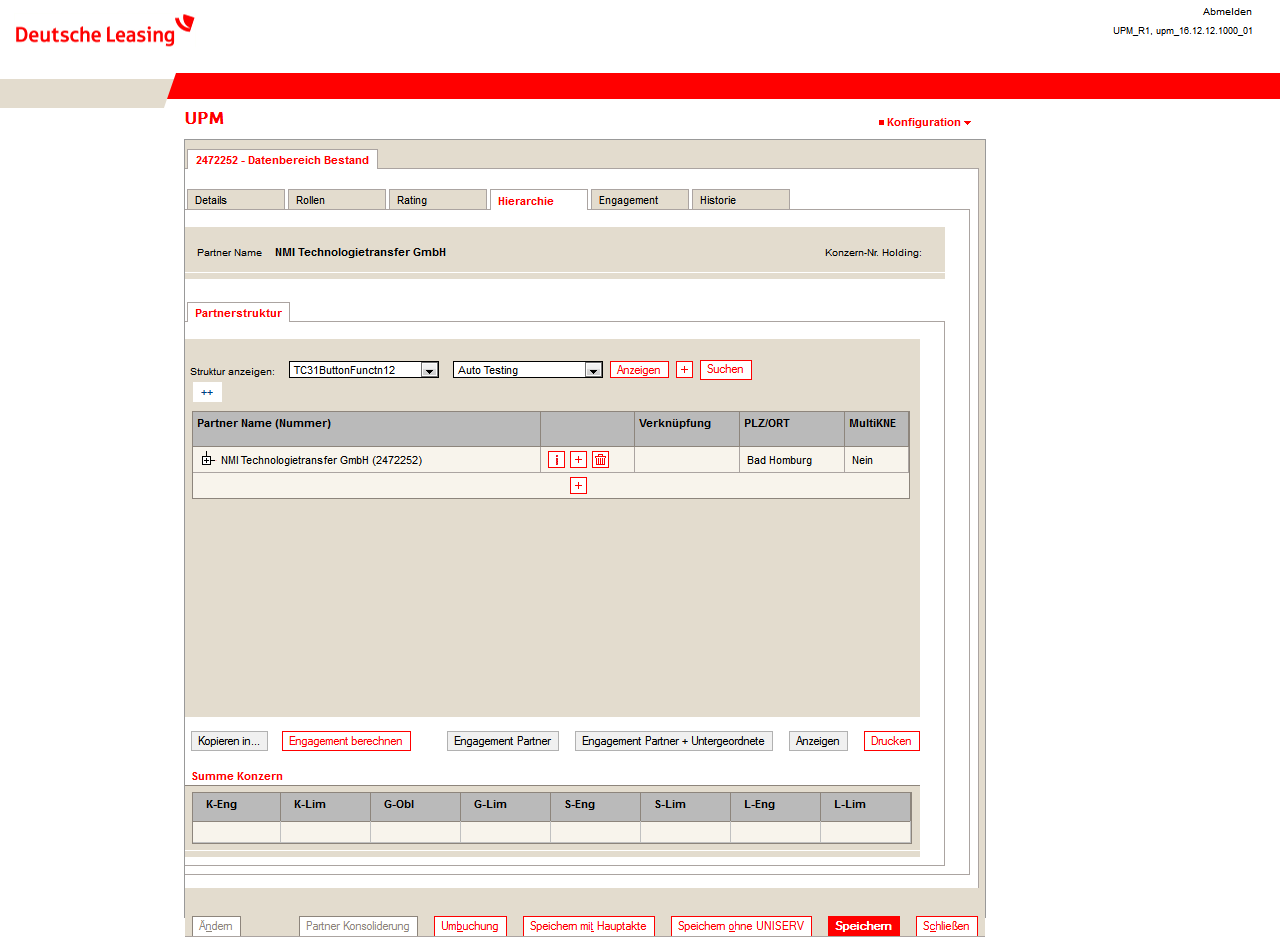 Abmelden
Deutsche Leasing
UPM_R1, upm_16.12.12.1000_01
UPM
Konfiguration
2472252 - Datenbereich Bestand
Details Rollen Rating Hierarchie Engagement Historie
Partner Name NMI Technologietransfer GmbH Konzern-Nr. Holding:
Partnerstruktur
Struktur anzeigen: TC31ButtonFunctn12 Auto Testing Anzeigen + Suchen
++
Partner Name (Nummer) Verknüpfung PLZ/ORT MultiKNE
NMI Technologietransfer GmbH (2472252) i + Bad Homburg Nein
+
Kopieren in... Engagement berechnen Engagement Partner Engagement Partner + Untergeordnete Anzeigen Drucken
Summe Konzern
K-Eng K-Lim G-Obl G-Lim S-Eng S-Lim L-Eng L-Lim
Ändern Partner Konsolidierung Umbuchung Speichern mit Hauptakte Speichern ohne UNISERV Speichern Schließen